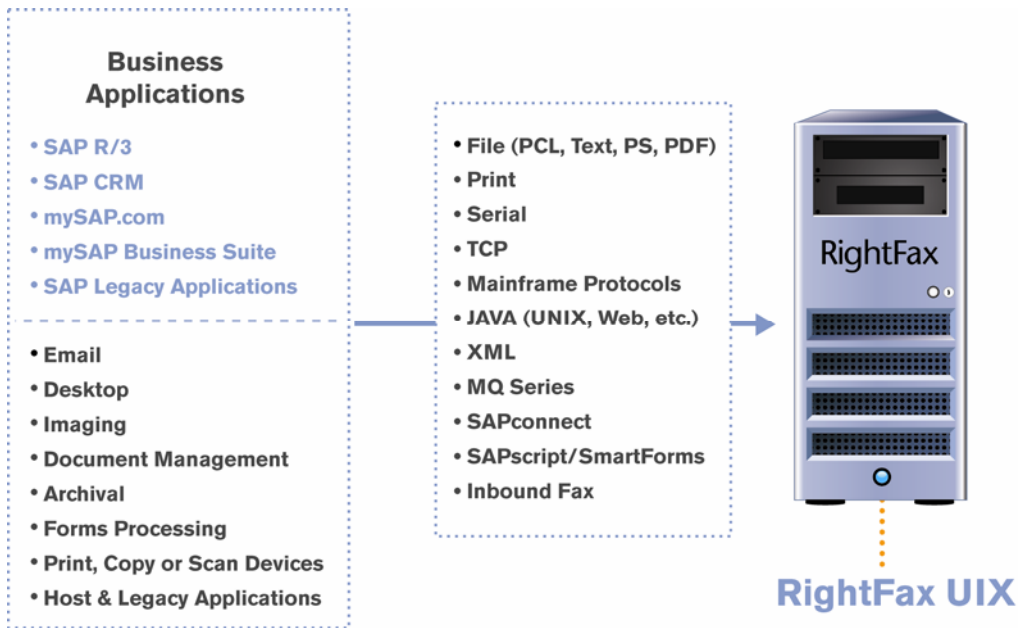 Business
Applications
• SAP R/3
• SAP CRM
• mySAP.com
• mySAP Business Suite
• SAP Legacy Applications
• Email
• Desktop
• Imaging
• Document Management
• Archival
• Forms Processing
• Print, Copy or Scan Devices
• Host & Legacy Applications
• File (PCL, Text, PS, PDF)
• Print
• Serial
• TCP
• Mainframe Protocols
• JAVA (UNIX, Web, etc.)
• XML
• MQ Series
• SAPconnect
• SAPscript/SmartForms
• Inbound Fax
RightFax
RightFax UIX